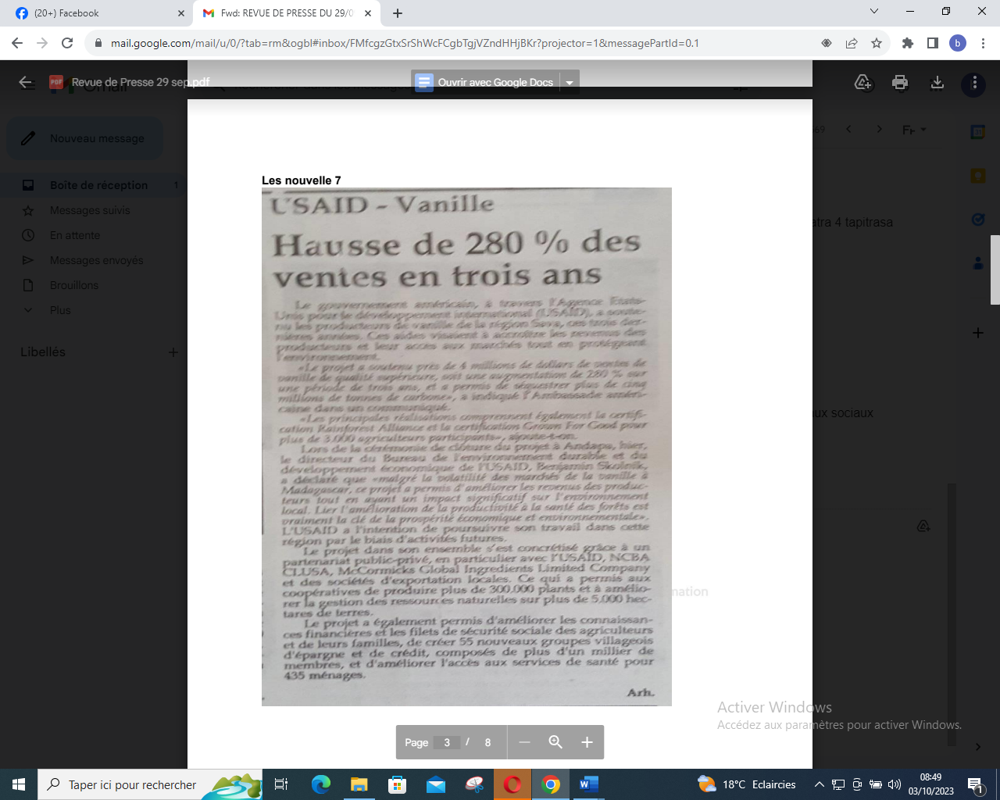 (20+) Facebook
Fwd: REVUE DE PRESSE DU 29/0
mail.google.com/mail/u/0/?tab=rm&ogbl#inbox/FMfcgzGtxSrShWcFCgbTgjVZndHHjBKr?projector=1&messagePartId=0.1
b
PDF
Revue de Presse 29 sep.pdf
Ouvrir avec Google Docs
Nouveau message
Fr
Boîte de réception 1
Messages suivis
En attente
Messages envoyés
Brouillons
Plus
Libellés
atra 4 tapitrasa
ux sociaux
nation
Les nouvelle 7
USAID - Vanille
Hausse de 280 % des
ventes en trois ans
Le gouvernement américain, à travers l'Agence Etats-
Unis pour le développement international (USAID), a soute-
nu les producteurs de vanille de la région Sava, ces trois der-
nières années. Ces aides visaient à accroître les revenus des
producteurs et leur accès aux marchés tout en protégeant
l'environnement.
«Le projet a soutenu près de 4 millions de dollars de ventes de
vanille de qualité supérieure, soit une augmentation de 280 % sur
une période de trois ans, et a permis de séquestrer plus de cinq
millions de tonnes de carbone», a indiqué l'Ambassade améri-
caine dans un communiqué.
«Les principales réalisations comprennent également la certifi-
cation Rainforest Alliance et la certification Grown For Good pour
plus de 3.000 agriculteurs participants», ajoute-t-on.
Lors de la cérémonie de clôture du projet à Andapa, hier,
le directeur du Bureau de l'environnement durable et du
développement économique de l'USAID, Benjamin
a déclaré que «malgré la volatilité des marchés de la vanille à
Madagascar, ce projet a permis d'améliorer les revenus des produc-
teurs tout en ayant un impact significatif sur l'environnement
local. Lier l'amélioration de la productivité à la santé des forêts est
vraiment la clé de la prospérité économique et environnementale».
L'USAID a l'intention de poursuivre son travail dans cette
région par le biais d'activités futures.
Le projet dans son ensemble s'est concrétisé grâce à un
partenariat public-privé, en particulier avec l'USAID, NCBA
CLUSA, McCormicks Global Ingredients Limited Company
et des sociétés d'exportation locales. Ce qui a permis aux
coopératives de produire plus de 300.000 plants et à amélio-
rer la gestion des ressources naturelles sur plus de 5.000 hec-
tares de terres.
Le projet a également permis d'améliorer les connaissan-
ces financières et les filets de sécurité sociale des agriculteurs
et de leurs familles, de créer 55 nouveaux groupes villageois
d'épargne et de crédit, composés de plus d'un millier de
membres, et d'améliorer l'accès aux services de santé pour
435 ménages.
Arh.
Activer Windows
Accédez aux paramètres pour activer Windows.
Page 3 / 8
Taper ici pour rechercher
18°C Eclaircies
08:49
03/10/2023
1